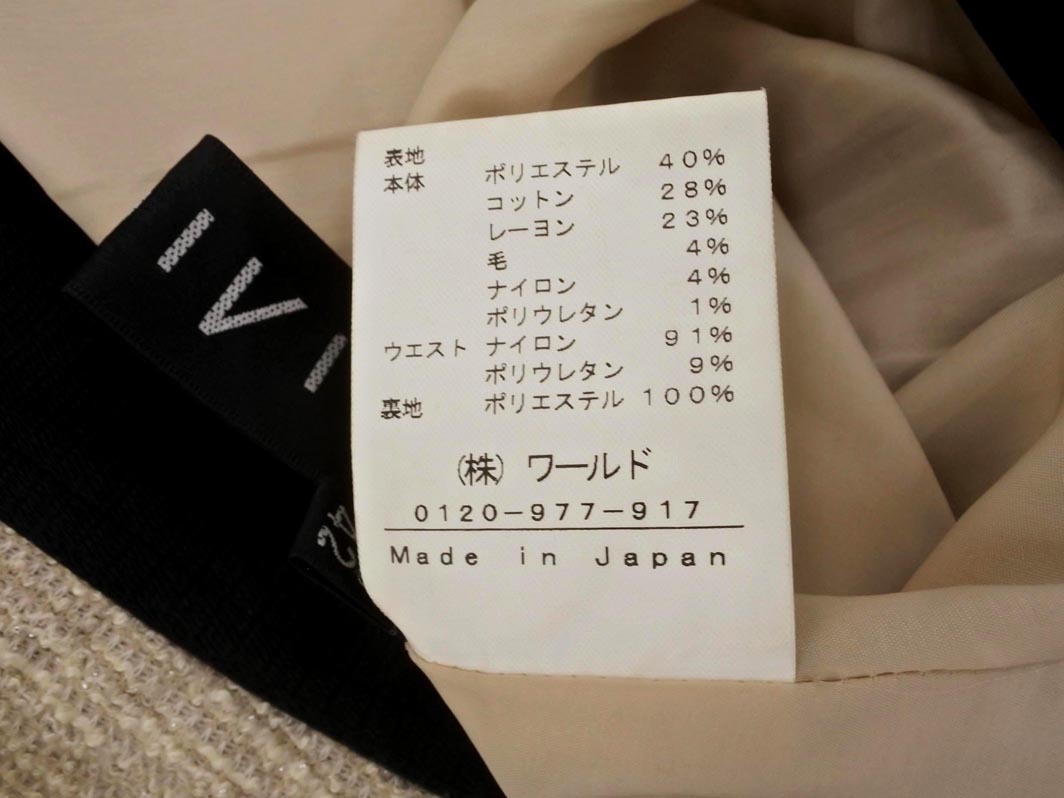 表地
本体 ポリエステル 40%
コットン 28%
レーヨン 23%
毛 4%
ナイロン 4%
ポリウレタン 1%
ウエスト ナイロン 91%
ポリウレタン 9%
裏地 ポリエステル 100%
(株) ワールド
0120-977-917
Made in Japan